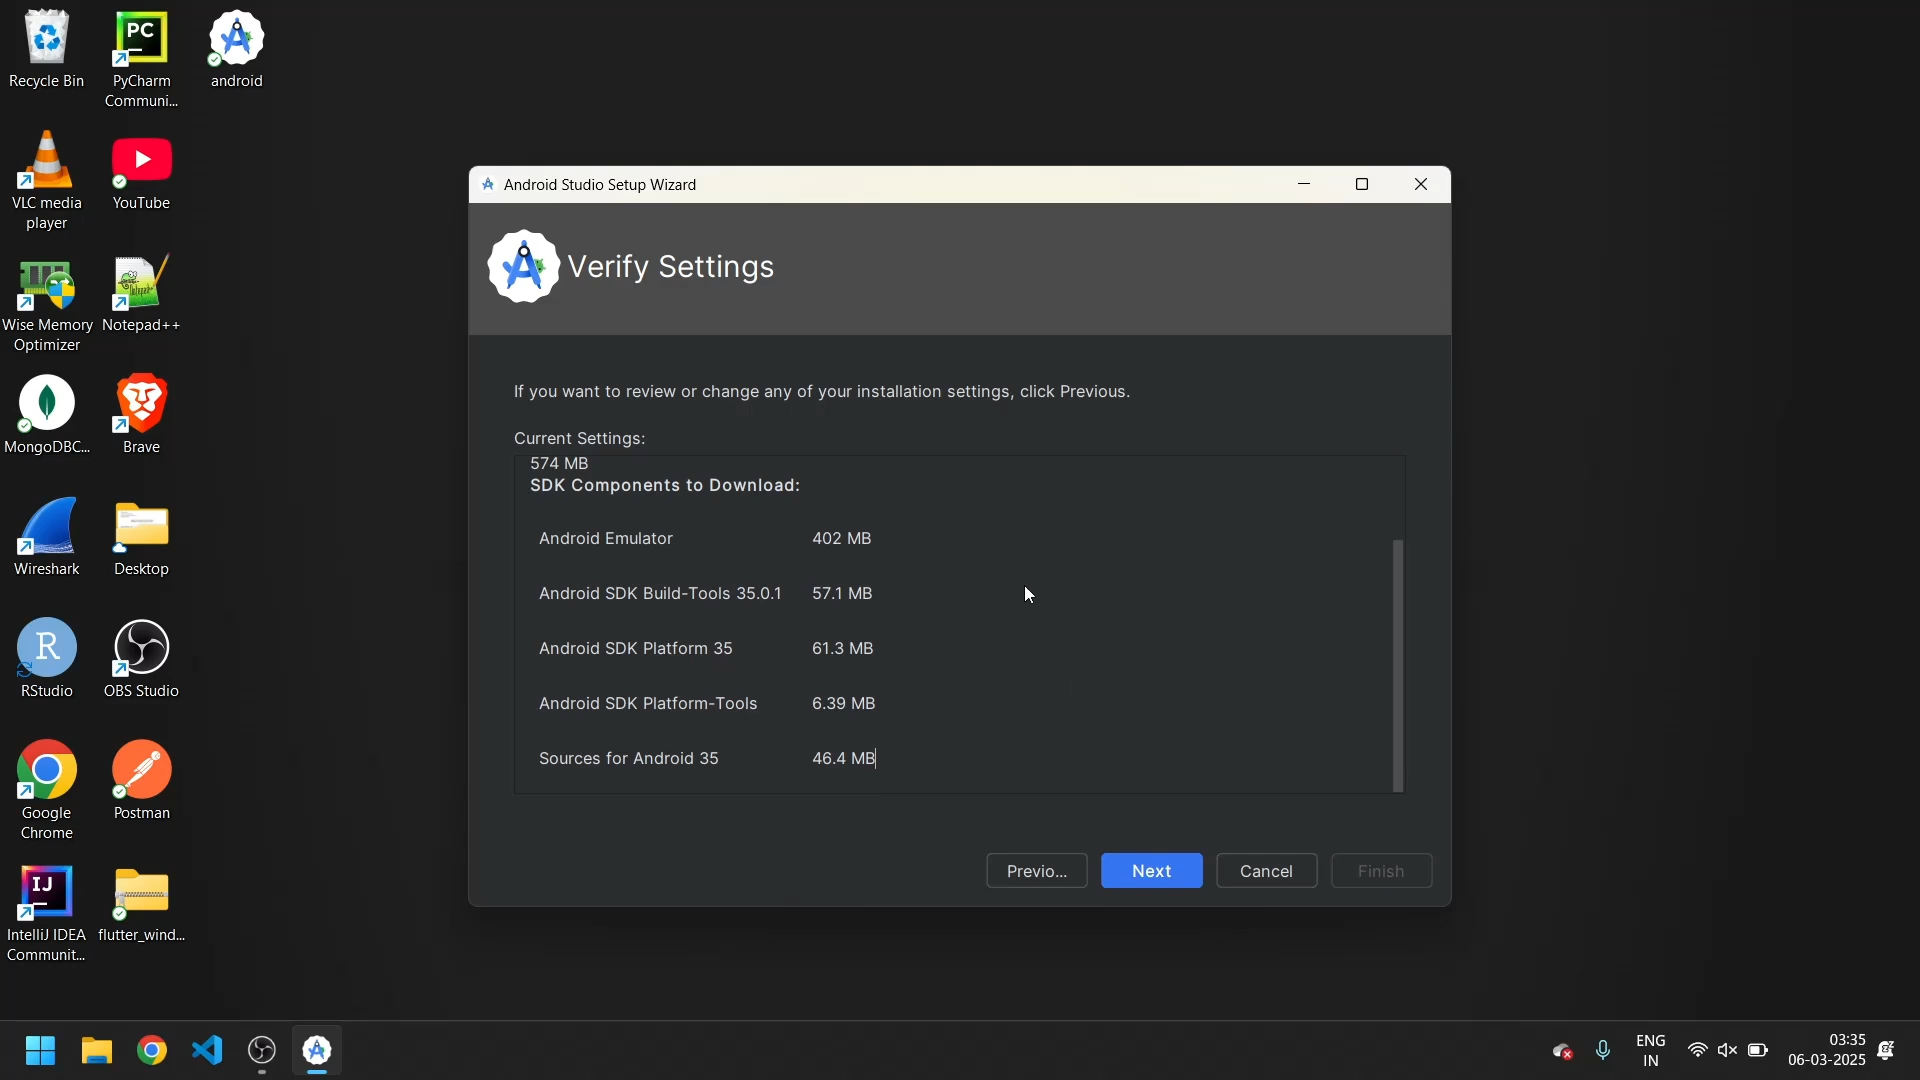 Recycle Bin
PC
PyCharm
Communi...
android
VLC media
player
YouTube
Wise Memory
Optimizer
Notepad++
MongoDBC...
Brave
Wireshark
Desktop
R
RStudio
OBS Studio
Google
Chrome
Postman
IJ
IntelliJ IDEA
Communit...
flutter_wind...
Android Studio Setup Wizard
Verify Settings
If you want to review or change any of your installation settings, click Previous.
Current Settings:
574 MB
SDK Components to Download:
Android Emulator 402 MB
Android SDK Build-Tools 35.0.1 57.1 MB
Android SDK Platform 35 61.3 MB
Android SDK Platform-Tools 6.39 MB
Sources for Android 35 46.4 MB
Previo... Next Cancel Finish
ENG
IN
03:35
06-03-2025